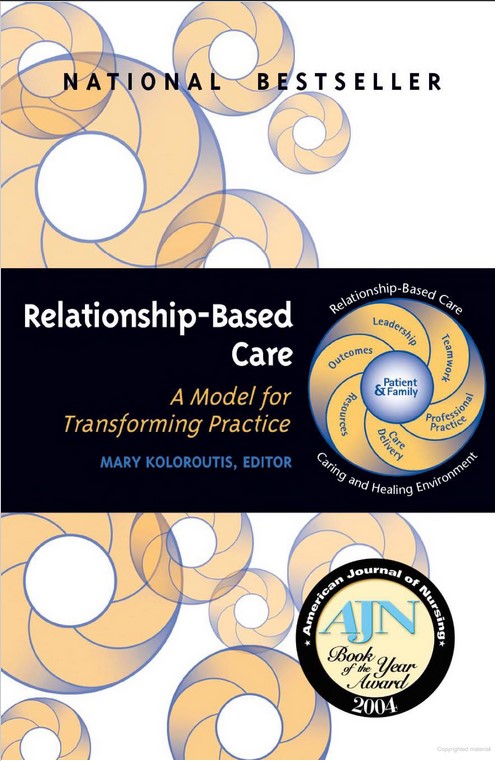 NATIONAL BESTSELLER
Relationship-Based
Care
A Model for
Transforming Practice
MARY KOLOROUTIS, EDITOR
Relationship-Based Care
Leadership
Teamwork
Professional
Practice
Care
Delivery
Resources
Outcomes
Patient
& Family
Caring and Healing Environment
American Journal of Nursing
AJN
Book
of the Year
Award
2004
Copyrighted material